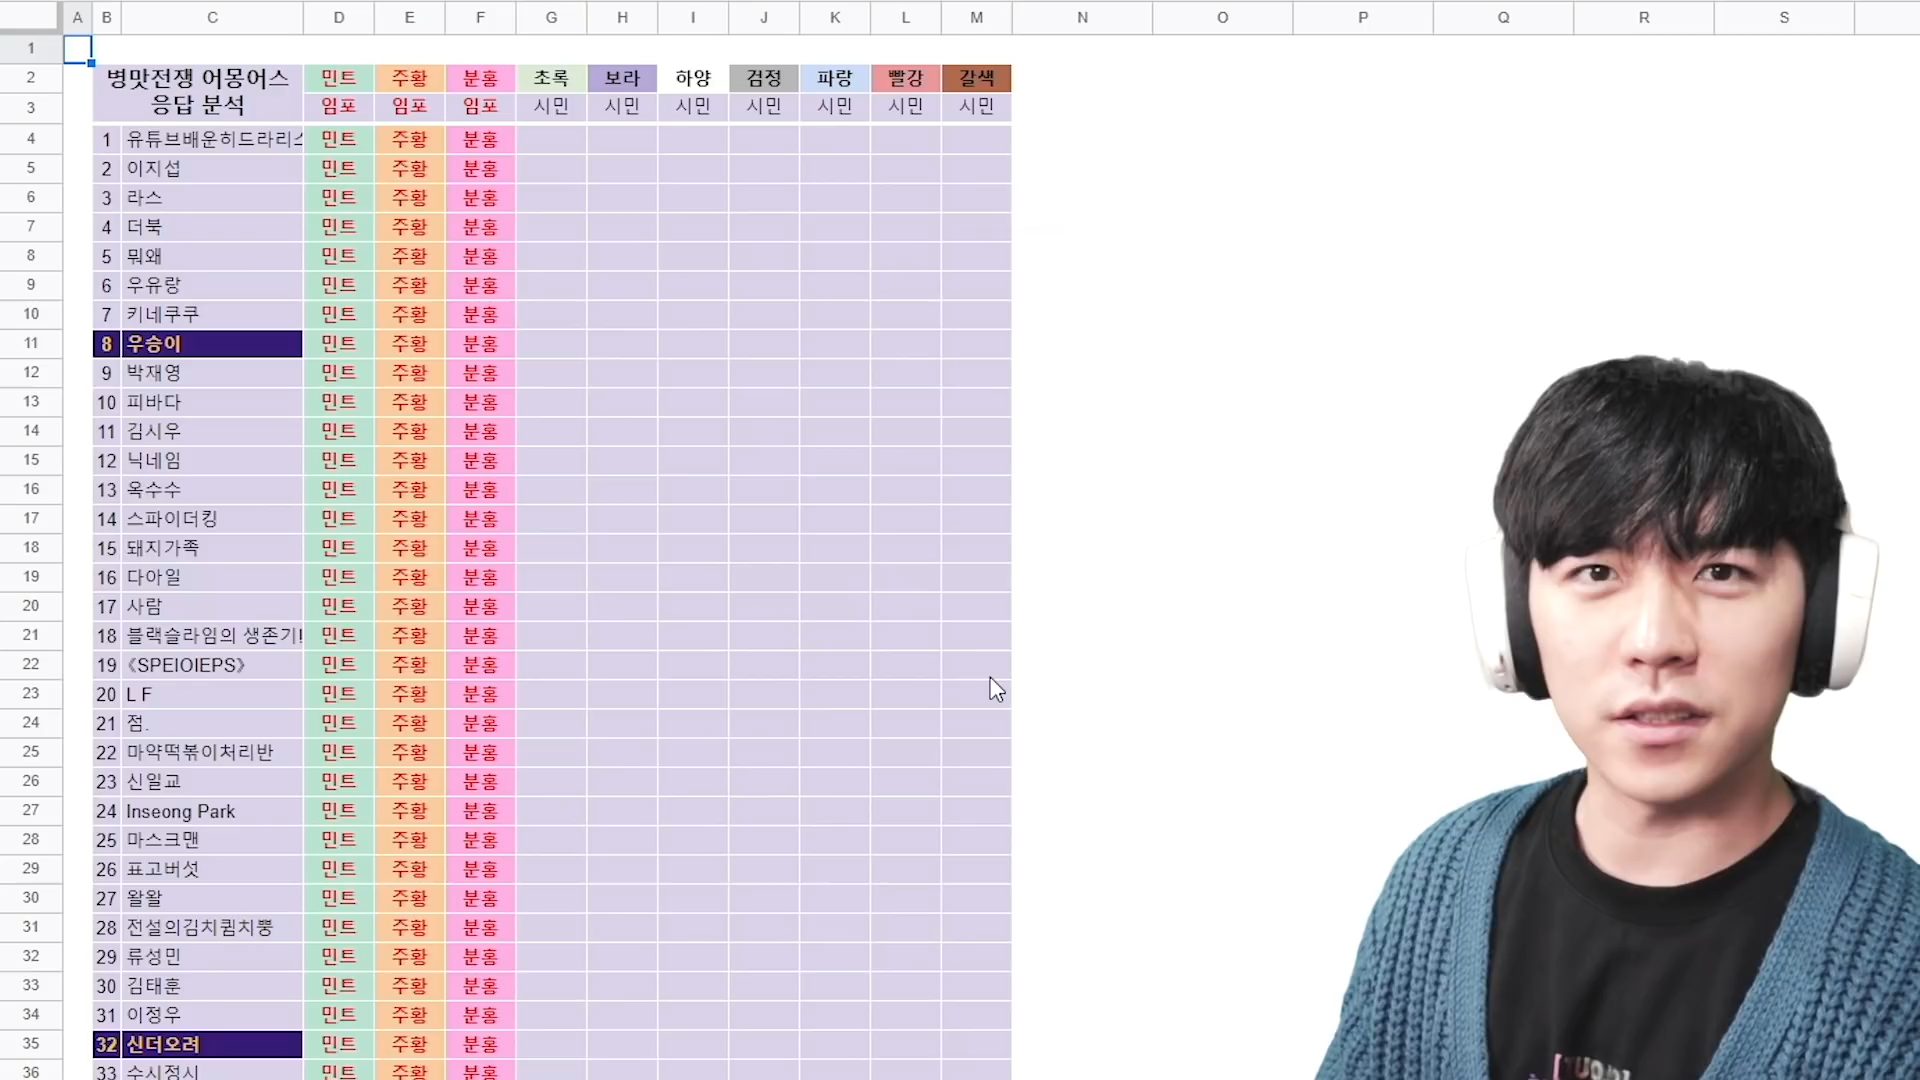 A B C D E F G H I J K L M N O P Q R S
1
2 병맛전쟁 어몽어스 민트 주황 분홍 초록 보라 하양 검정 파랑 빨강 갈색
3 응답 분석 임포 임포 임포 시민 시민 시민 시민 시민 시민 시민
4 1 유튜브배운히드라리스 민트 주황 분홍
5 2 이지섭 민트 주황 분홍
6 3 라스 민트 주황 분홍
7 4 더북 민트 주황 분홍
8 5 뭐왜 민트 주황 분홍
9 6 우유랑 민트 주황 분홍
10 7 키네쿠쿠 민트 주황 분홍
11 8 우승이 민트 주황 분홍
12 9 박재영 민트 주황 분홍
13 10 피바다 민트 주황 분홍
14 11 김시우 민트 주황 분홍
15 12 닉네임 민트 주황 분홍
16 13 옥수수 민트 주황 분홍
17 14 스파이더킹 민트 주황 분홍
18 15 돼지가족 민트 주황 분홍
19 16 다아일 민트 주황 분홍
20 17 사람 민트 주황 분홍
21 18 블랙슬라임의 생존기! 민트 주황 분홍
22 19 《SPEIOIEPS》 민트 주황 분홍
23 20 L F 민트 주황 분홍
24 21 점. 민트 주황 분홍
25 22 마약떡볶이처리반 민트 주황 분홍
26 23 신일교 민트 주황 분홍
27 24 Inseong Park 민트 주황 분홍
28 25 마스크맨 민트 주황 분홍
29 26 표고버섯 민트 주황 분홍
30 27 왈왈 민트 주황 분홍
31 28 전설의김치퀌치뿡 민트 주황 분홍
32 29 류성민 민트 주황 분홍
33 30 김태훈 민트 주황 분홍
34 31 이정우 민트 주황 분홍
35 32 신더오려 민트 주황 분홍
36 33 수시정시 민트 주황 분홍